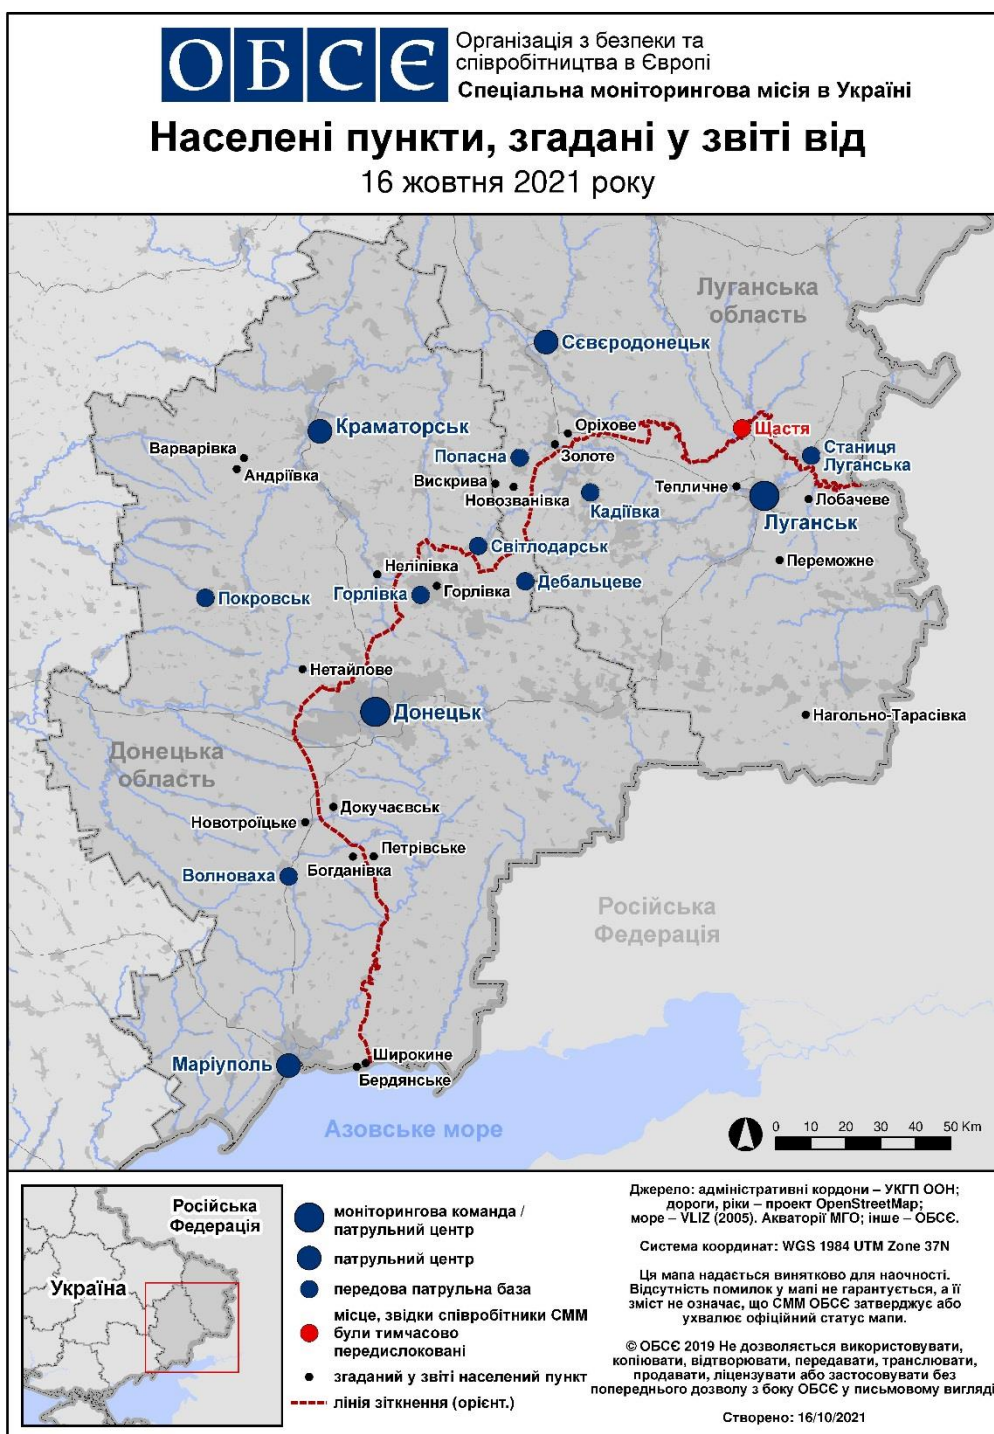 ОБСЄ
Організація з безпеки та
співробітництва в Європі
Спеціальна моніторингова місія в Україні
Населені пункти, згадані у звіті від
16 жовтня 2021 року
Луганська
область
Сєвєродонецьк
Краматорськ
Оріхове
Щастя
Варварівка
Андріївка
Попасна
Золоте
Станиця
Луганська
Вискрива
Новозванівка
Кадіївка
Тепличне
Лобачеве
Луганськ
Світлодарськ
Переможне
Неліпівка
Дебальцеве
Покровськ
Горлівка
Горлівка
Нетайлове
Донецьк
Нагольно-Тарасівка
Донецька
область
Докучаєвськ
Новотроїцьке
Петрівське
Богданівка
Волноваха
Російська
Федерація
Широкине
Маріуполь
Бердянське
Азовське море
0 10 20 30 40 50 Km
Російська
Федерація
Україна
моніторингова команда /
патрульний центр
патрульний центр
передова патрульна база
місце, звідки співробітники СММ
були тимчасово
передислоковані
згаданий у звіті населений пункт
лінія зіткнення (орієнт.)
Джерело: адміністративні кордони – УКГП ООН;
дороги, ріки – проект OpenStreetMap;
море – VLIZ (2005). Акваторії МГО; інше – ОБСЄ.
Система координат: WGS 1984 UTM Zone 37N
Ця мапа надається винятково для наочності.
Відсутність помилок у мапі не гарантується, а її
зміст не означає, що СММ ОБСЄ затверджує або
ухвалює офіційний статус мапи.
© ОБСЄ 2019 Не дозволяється використовувати,
копіювати, відтворювати, передавати, транслювати,
продавати, ліцензувати або застосовувати без
попереднього дозволу з боку ОБСЄ у письмовому вигляді
Створено: 16/10/2021